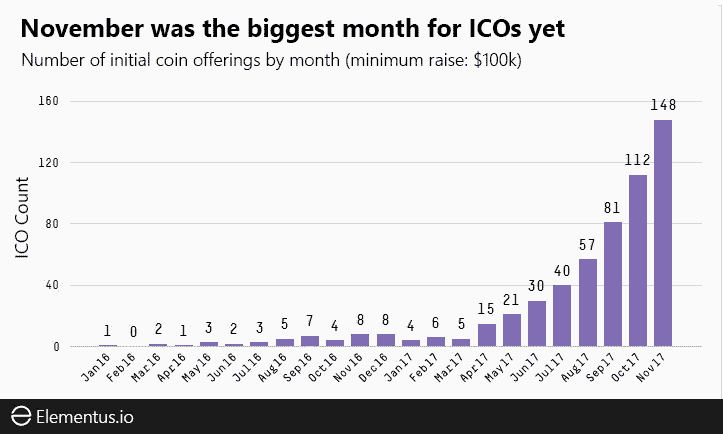 November was the biggest month for ICOs yet
Number of initial coin offerings by month (minimum raise: $100k)
ICO Count
160
120
80
40
0
1 0 2 1 3 2 3 5 7 4 8 8 4 6 5 15 21 30 40 57 81 112 148
Jan16 Feb16 Mar16 Apr16 May16 Jun16 Jul16 Aug16 Sep16 Oct16 Nov16 Dec16 Jan17 Feb17 Mar17 Apr17 May17 Jun17 Jul17 Aug17 Sep17 Oct17 Nov17
Elementus.io